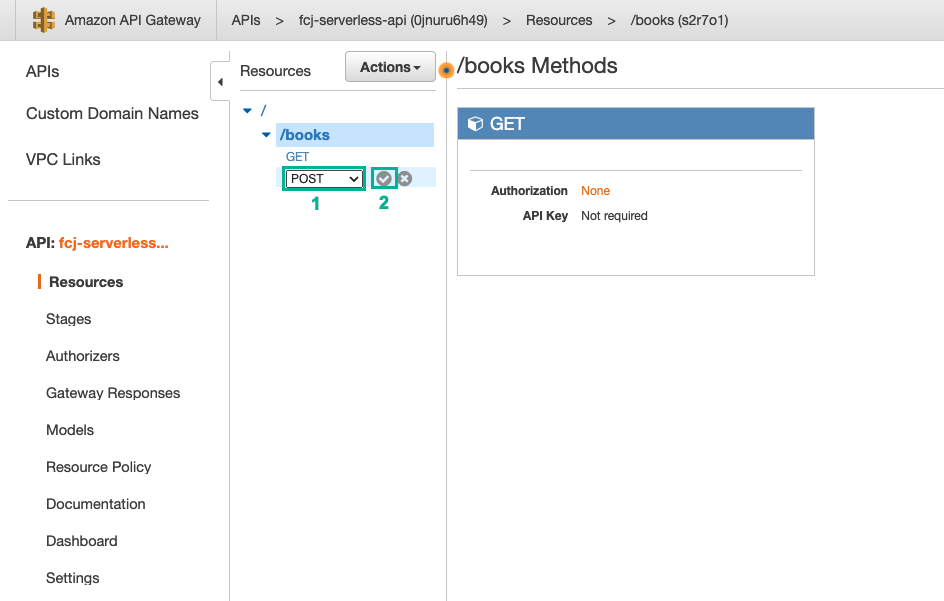 Amazon API Gateway APIs > fcj-serverless-api (0jnuru6h49) > Resources > /books (s2r7o1)
APIs
Custom Domain Names
VPC Links
API: fcj-serverless...
Resources
Stages
Authorizers
Gateway Responses
Models
Resource Policy
Documentation
Dashboard
Settings
Resources Actions
/
/books
GET
POST
1 2
/books Methods
GET
Authorization None
API Key Not required